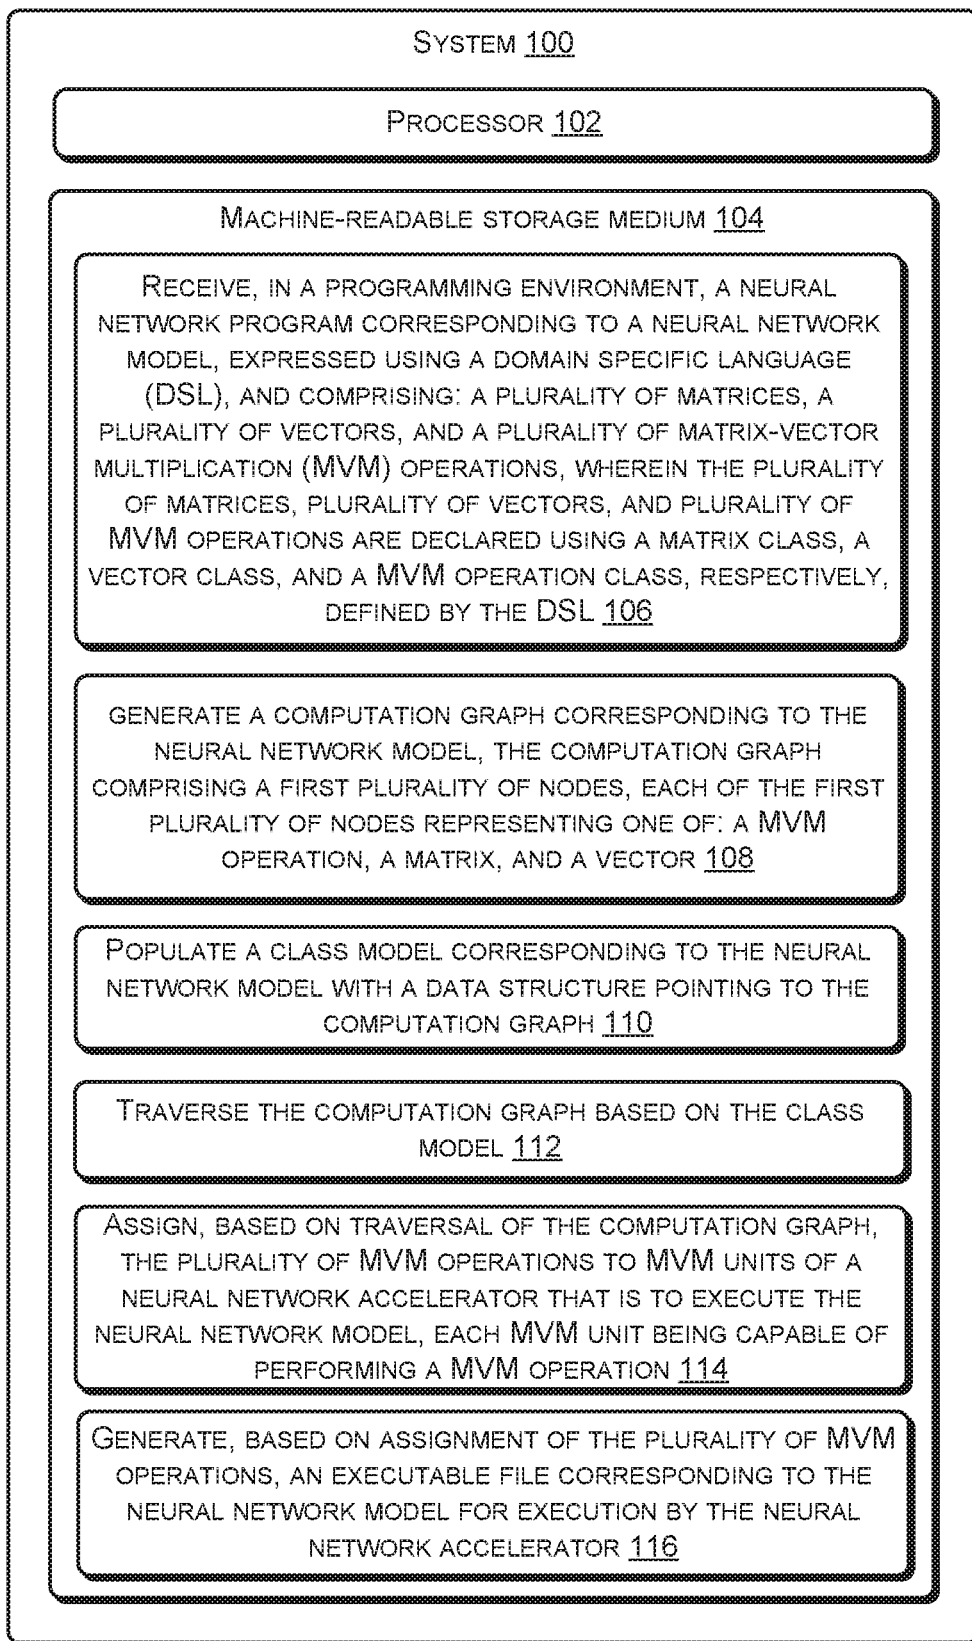 SYSTEM 100
PROCESSOR 102
MACHINE-READABLE STORAGE MEDIUM 104
RECEIVE, IN A PROGRAMMING ENVIRONMENT, A NEURAL
NETWORK PROGRAM CORRESPONDING TO A NEURAL NETWORK
MODEL, EXPRESSED USING A DOMAIN SPECIFIC LANGUAGE
(DSL), AND COMPRISING: A PLURALITY OF MATRICES, A
PLURALITY OF VECTORS, AND A PLURALITY OF MATRIX-VECTOR
MULTIPLICATION (MVM) OPERATIONS, WHEREIN THE PLURALITY
OF MATRICES, PLURALITY OF VECTORS, AND PLURALITY OF
MVM OPERATIONS ARE DECLARED USING A MATRIX CLASS, A
VECTOR CLASS, AND A MVM OPERATION CLASS, RESPECTIVELY,
DEFINED BY THE DSL 106
GENERATE A COMPUTATION GRAPH CORRESPONDING TO THE
NEURAL NETWORK MODEL, THE COMPUTATION GRAPH
COMPRISING A FIRST PLURALITY OF NODES, EACH OF THE FIRST
PLURALITY OF NODES REPRESENTING ONE OF: A MVM
OPERATION, A MATRIX, AND A VECTOR 108
POPULATE A CLASS MODEL CORRESPONDING TO THE NEURAL
NETWORK MODEL WITH A DATA STRUCTURE POINTING TO THE
COMPUTATION GRAPH 110
TRAVERSE THE COMPUTATION GRAPH BASED ON THE CLASS
MODEL 112
ASSIGN, BASED ON TRAVERSAL OF THE COMPUTATION GRAPH,
THE PLURALITY OF MVM OPERATIONS TO MVM UNITS OF A
NEURAL NETWORK ACCELERATOR THAT IS TO EXECUTE THE
NEURAL NETWORK MODEL, EACH MVM UNIT BEING CAPABLE OF
PERFORMING A MVM OPERATION 114
GENERATE, BASED ON ASSIGNMENT OF THE PLURALITY OF MVM
OPERATIONS, AN EXECUTABLE FILE CORRESPONDING TO THE
NEURAL NETWORK MODEL FOR EXECUTION BY THE NEURAL
NETWORK ACCELERATOR 116